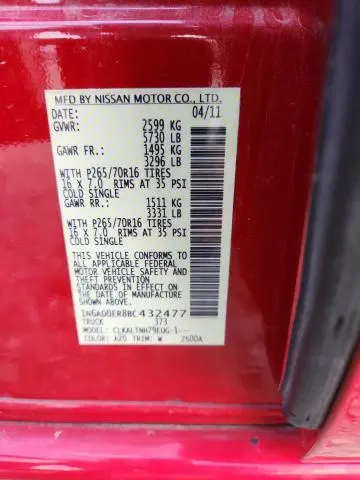 MFD BY NISSAN MOTOR CO., LTD.
DATE: 04/11
GVWR: 2599 KG
5730 LB
GAWR FR: 1495 KG
3296 LB
WITH P265/70R16 TIRES
16 X 7.0 RIMS AT 35 PSI
COLD SINGLE
GAWR RR: 1511 KG
3331 LB
WITH P265/70R16 TIRES
16 X 7.0 RIMS AT 35 PSI
COLD SINGLE
THIS VEHICLE CONFORMS TO
ALL APPLICABLE FEDERAL
MOTOR VEHICLE SAFETY
AND THEFT PREVENTION
STANDARDS IN EFFECT ON
THE DATE OF MANUFACTURE
SHOWN ABOVE.
1N6AD0ER8BC432477
TRUCK 373
CLKALTNH79EUG-1---
COLOR: A20 TRIM: W 2500A